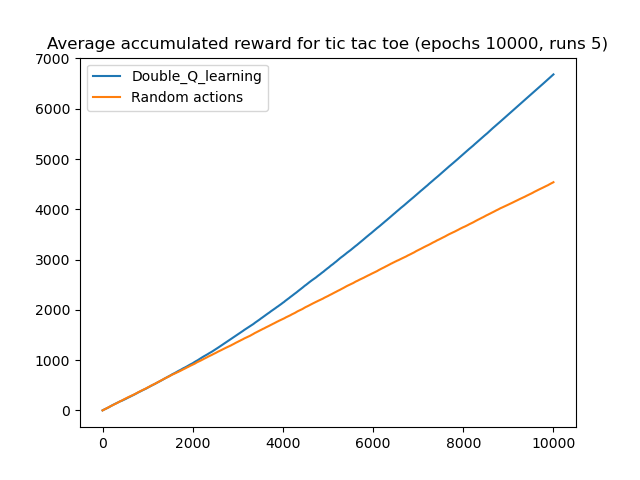 Average accumulated reward for tic tac toe (epochs 10000, runs 5)
Double_Q_learning
Random actions
7000
6000
5000
4000
3000
2000
1000
0
0 2000 4000 6000 8000 10000